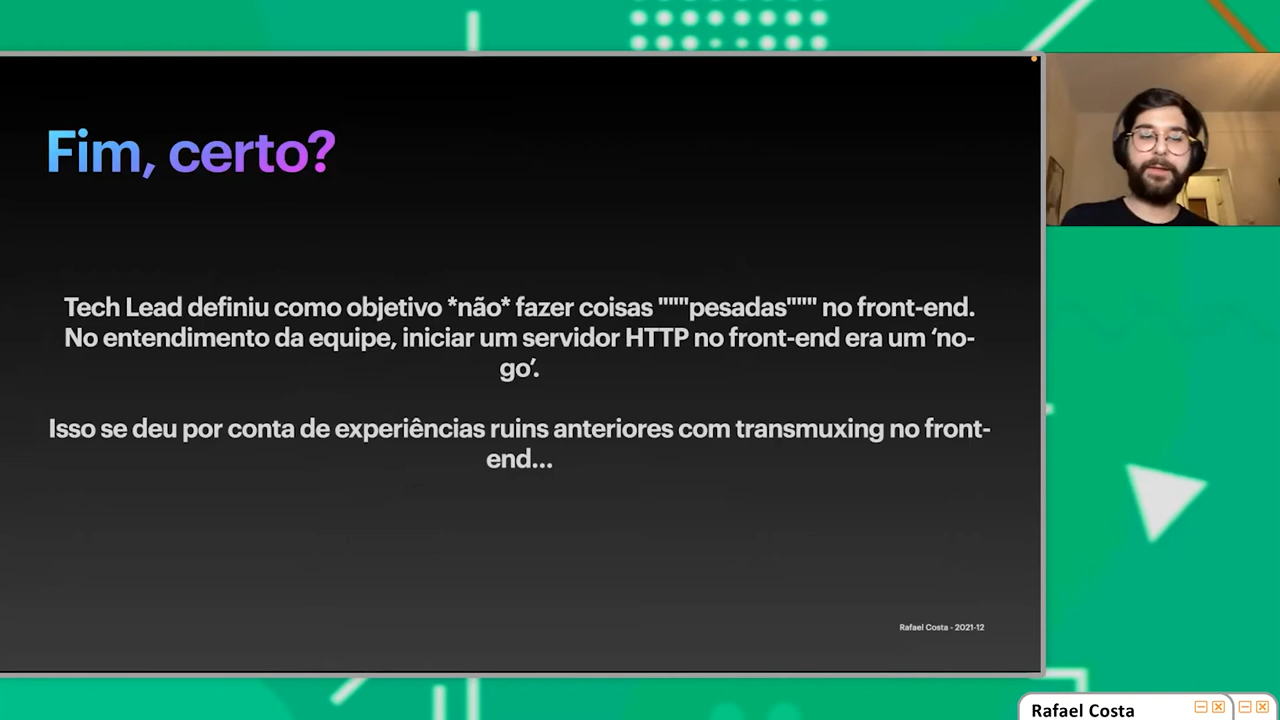 Fim, certo?
Tech Lead definiu como objetivo *não* fazer coisas """pesadas""" no front-end.
No entendimento da equipe, iniciar um servidor HTTP no front-end era um ‘no-
go’.
Isso se deu por conta de experiências ruins anteriores com transmuxing no front-
end...
Rafael Costa - 2021-12
Rafael Costa